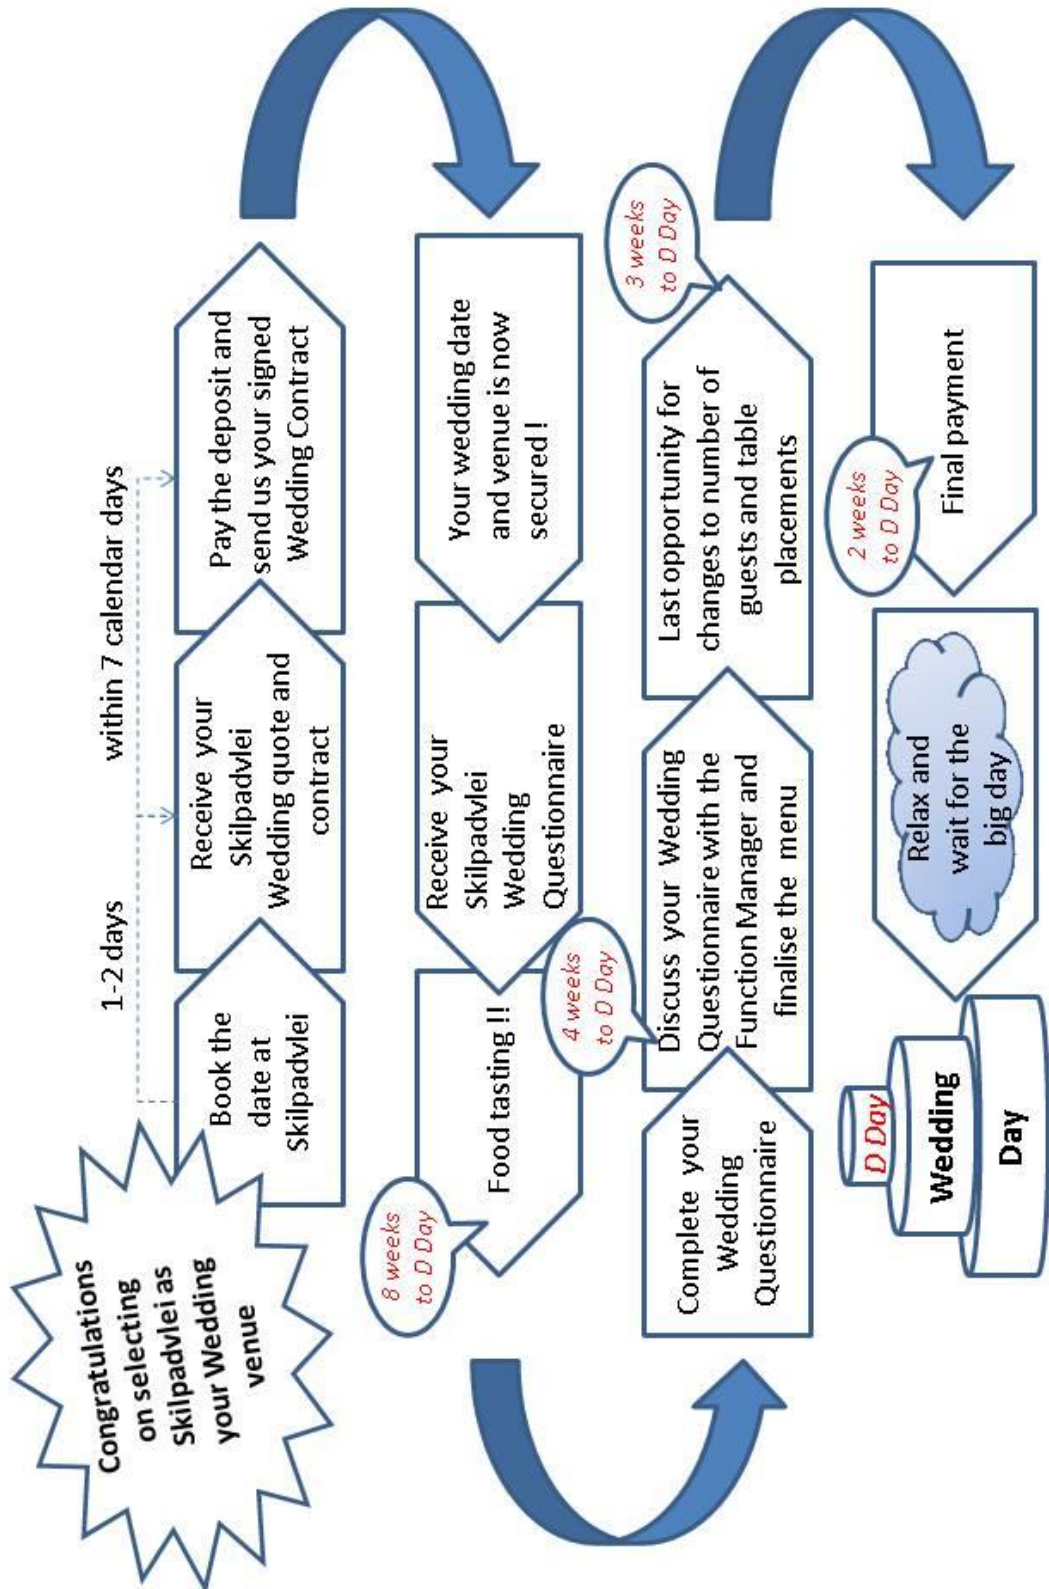 Congratulations
on selecting
Skilpadvlei as
your Wedding
venue
1-2 days
within 7 calendar days
Book the
date at
Skilpadvlei
Receive your
Skilpadvlei
Wedding quote and
contract
Pay the deposit and
send us your signed
Wedding Contract
Your wedding date
and venue is now
secured !
Receive your
Skilpadvlei
Wedding
Questionnaire
8 weeks
to D Day
Food tasting !!
Complete your
Wedding
Questionnaire
4 weeks
to D Day
Discuss your Wedding
Questionnaire with the
Function Manager and
finalise the menu
3 weeks
to D Day
Last opportunity for
changes to number of
guests and table
placements
2 weeks
to D Day
Final payment
Relax and
wait for the
big day
D Day
Wedding
Day